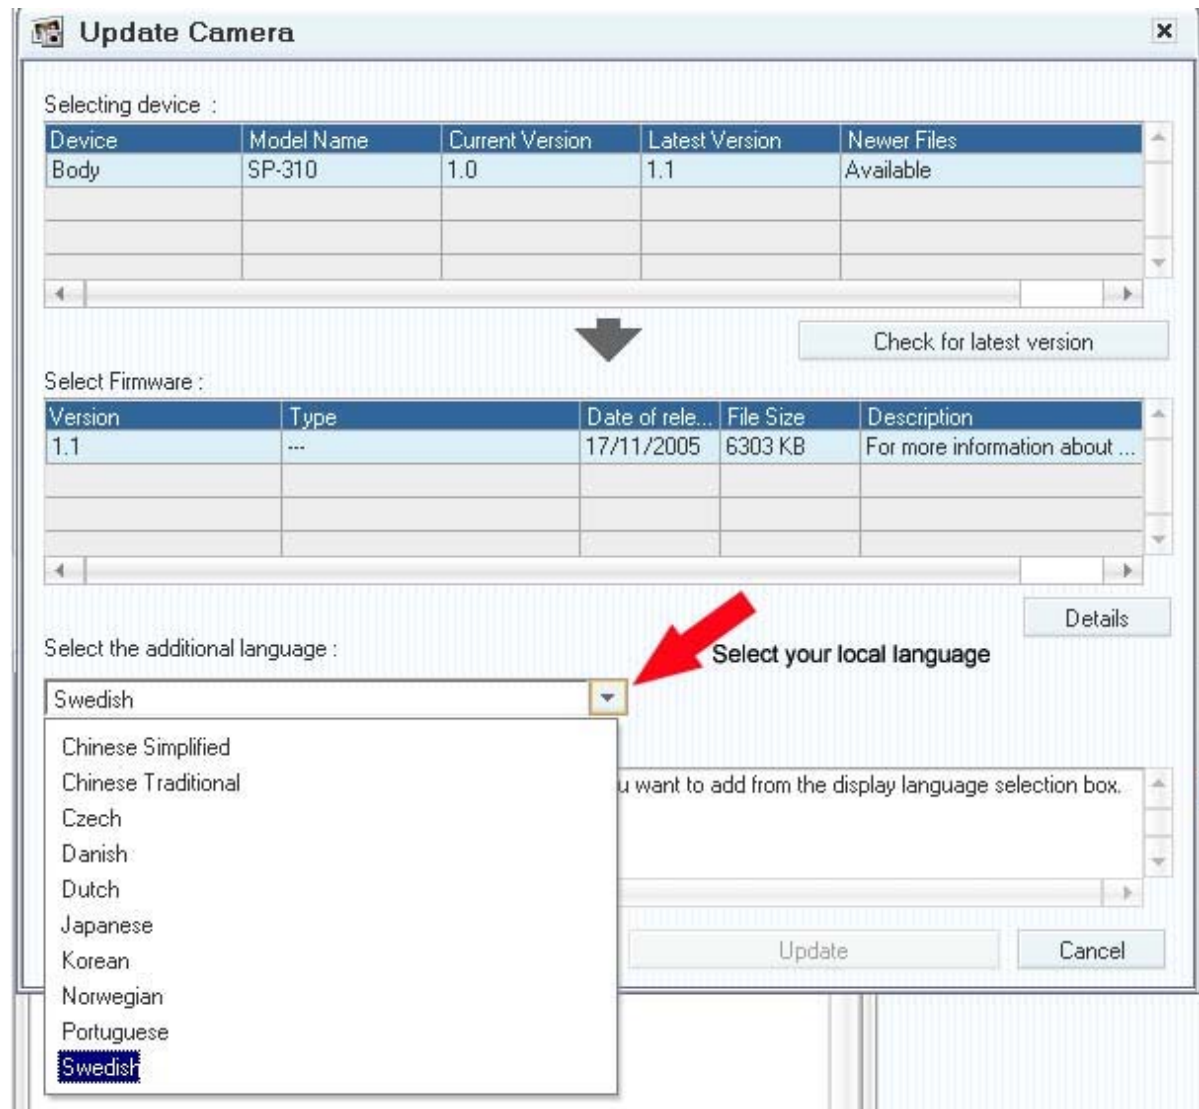 Update Camera
Selecting device :
Device Model Name Current Version Latest Version Newer Files
Body SP-310 1.0 1.1 Available
Check for latest version
Select Firmware :
Version Type Date of rele... File Size Description
1.1 --- 17/11/2005 6303 KB For more information about ...
Details
Select the additional language :
Select your local language
Swedish
Chinese Simplified
Chinese Traditional
u want to add from the display language selection box.
Czech
Danish
Dutch
Japanese
Korean
Update Cancel
Norwegian
Portuguese
Swedish